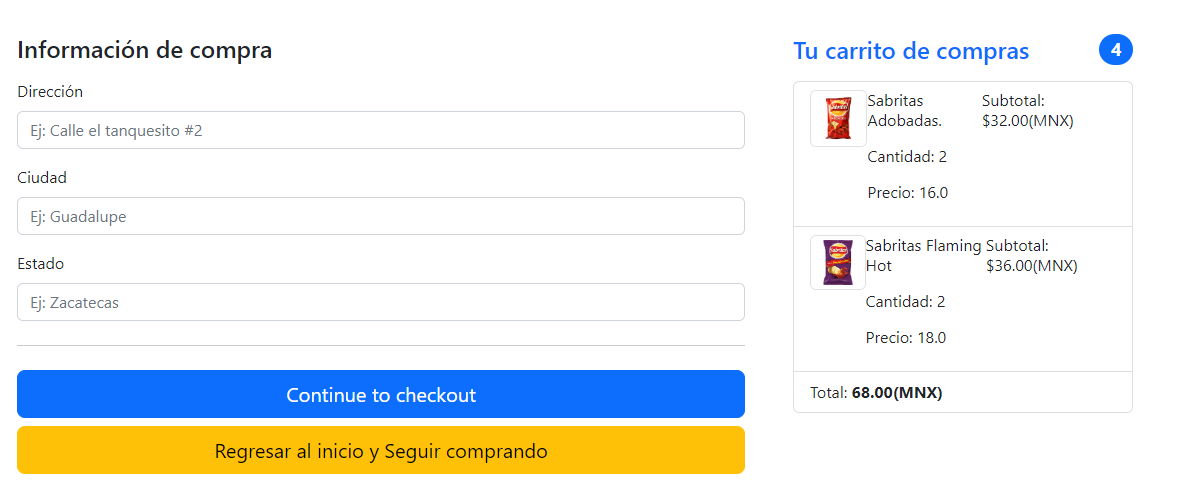 Información de compra
Dirección
Ej: Calle el tanquesito #2
Ciudad
Ej: Guadalupe
Estado
Ej: Zacatecas
Continue to checkout
Regresar al inicio y Seguir comprando
Tu carrito de compras
4
Sabritas
Adobadas.
Subtotal:
$32.00(MNX)
Cantidad: 2
Precio: 16.0
Sabritas Flaming
Hot
Subtotal:
$36.00(MNX)
Cantidad: 2
Precio: 18.0
Total: 68.00(MNX)